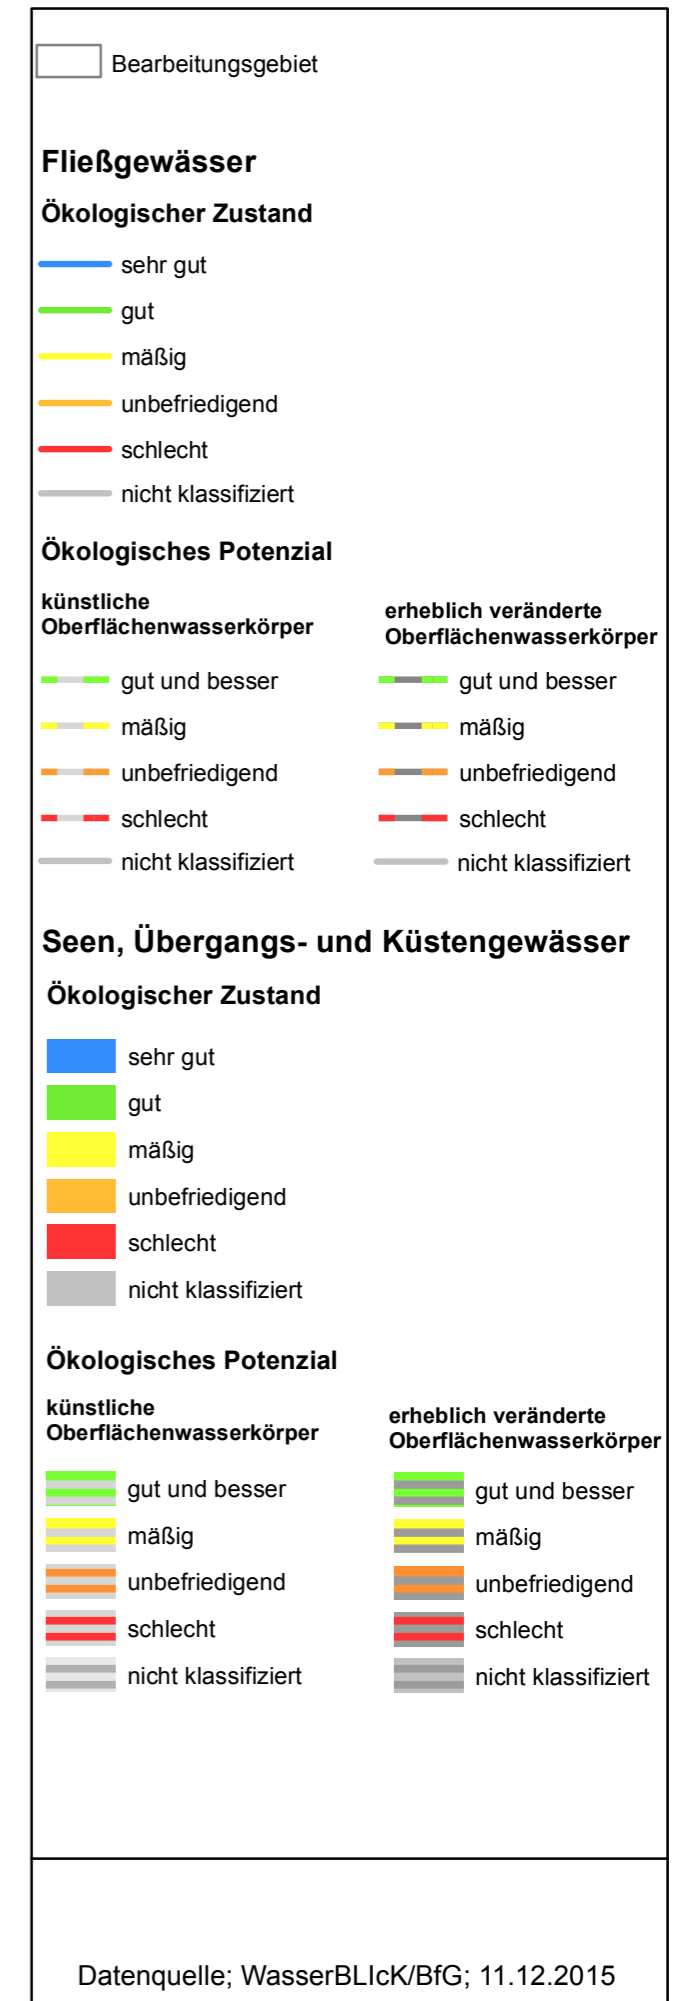 Bearbeitungsgebiet
Fließgewässer
Ökologischer Zustand
sehr gut
gut
mäßig
unbefriedigend
schlecht
nicht klassifiziert
Ökologisches Potenzial
künstliche
Oberflächenwasserkörper
gut und besser
mäßig
unbefriedigend
schlecht
nicht klassifiziert
erheblich veränderte
Oberflächenwasserkörper
gut und besser
mäßig
unbefriedigend
schlecht
nicht klassifiziert
Seen, Übergangs- und Küstengewässer
Ökologischer Zustand
sehr gut
gut
mäßig
unbefriedigend
schlecht
nicht klassifiziert
Ökologisches Potenzial
künstliche
Oberflächenwasserkörper
gut und besser
mäßig
unbefriedigend
schlecht
nicht klassifiziert
erheblich veränderte
Oberflächenwasserkörper
gut und besser
mäßig
unbefriedigend
schlecht
nicht klassifiziert
Datenquelle; WasserBLIcK/BfG; 11.12.2015